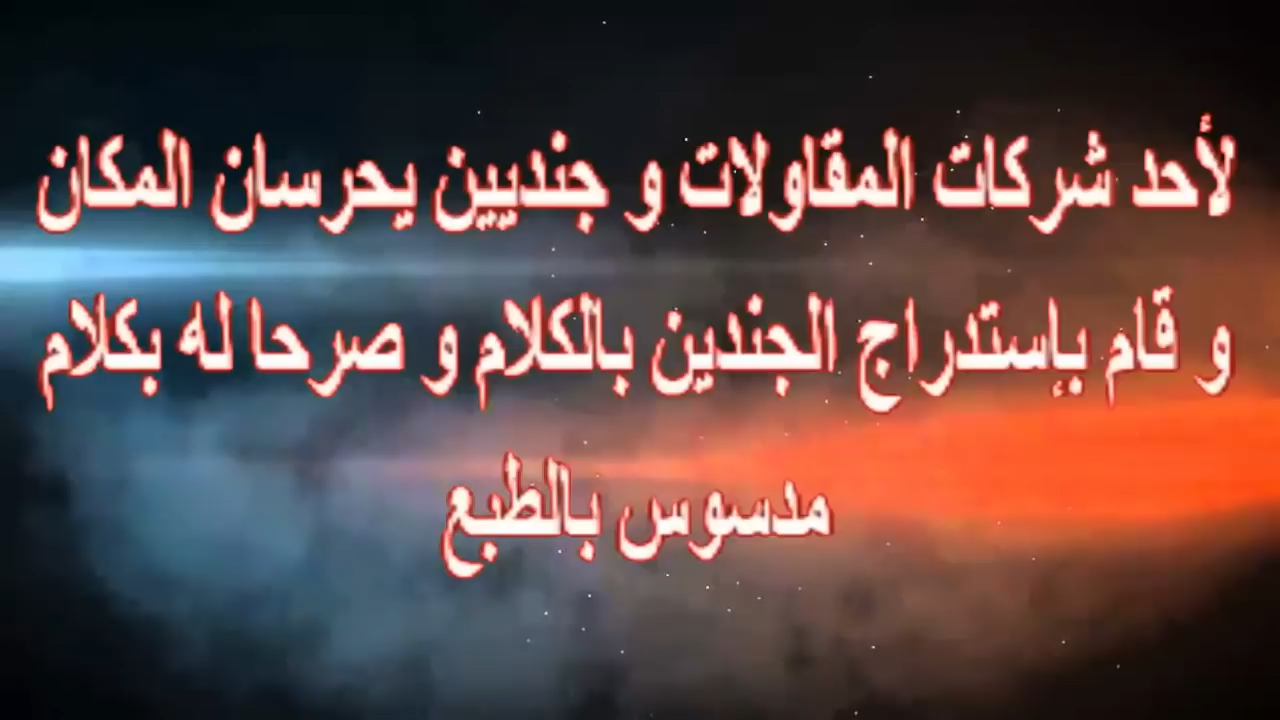 لأحد شركات المقاولات و جنديين يحرسان المكان
و قام بإستدراج الجندين بالكلام و صرحا له بكلام
مدسوس بالطبع